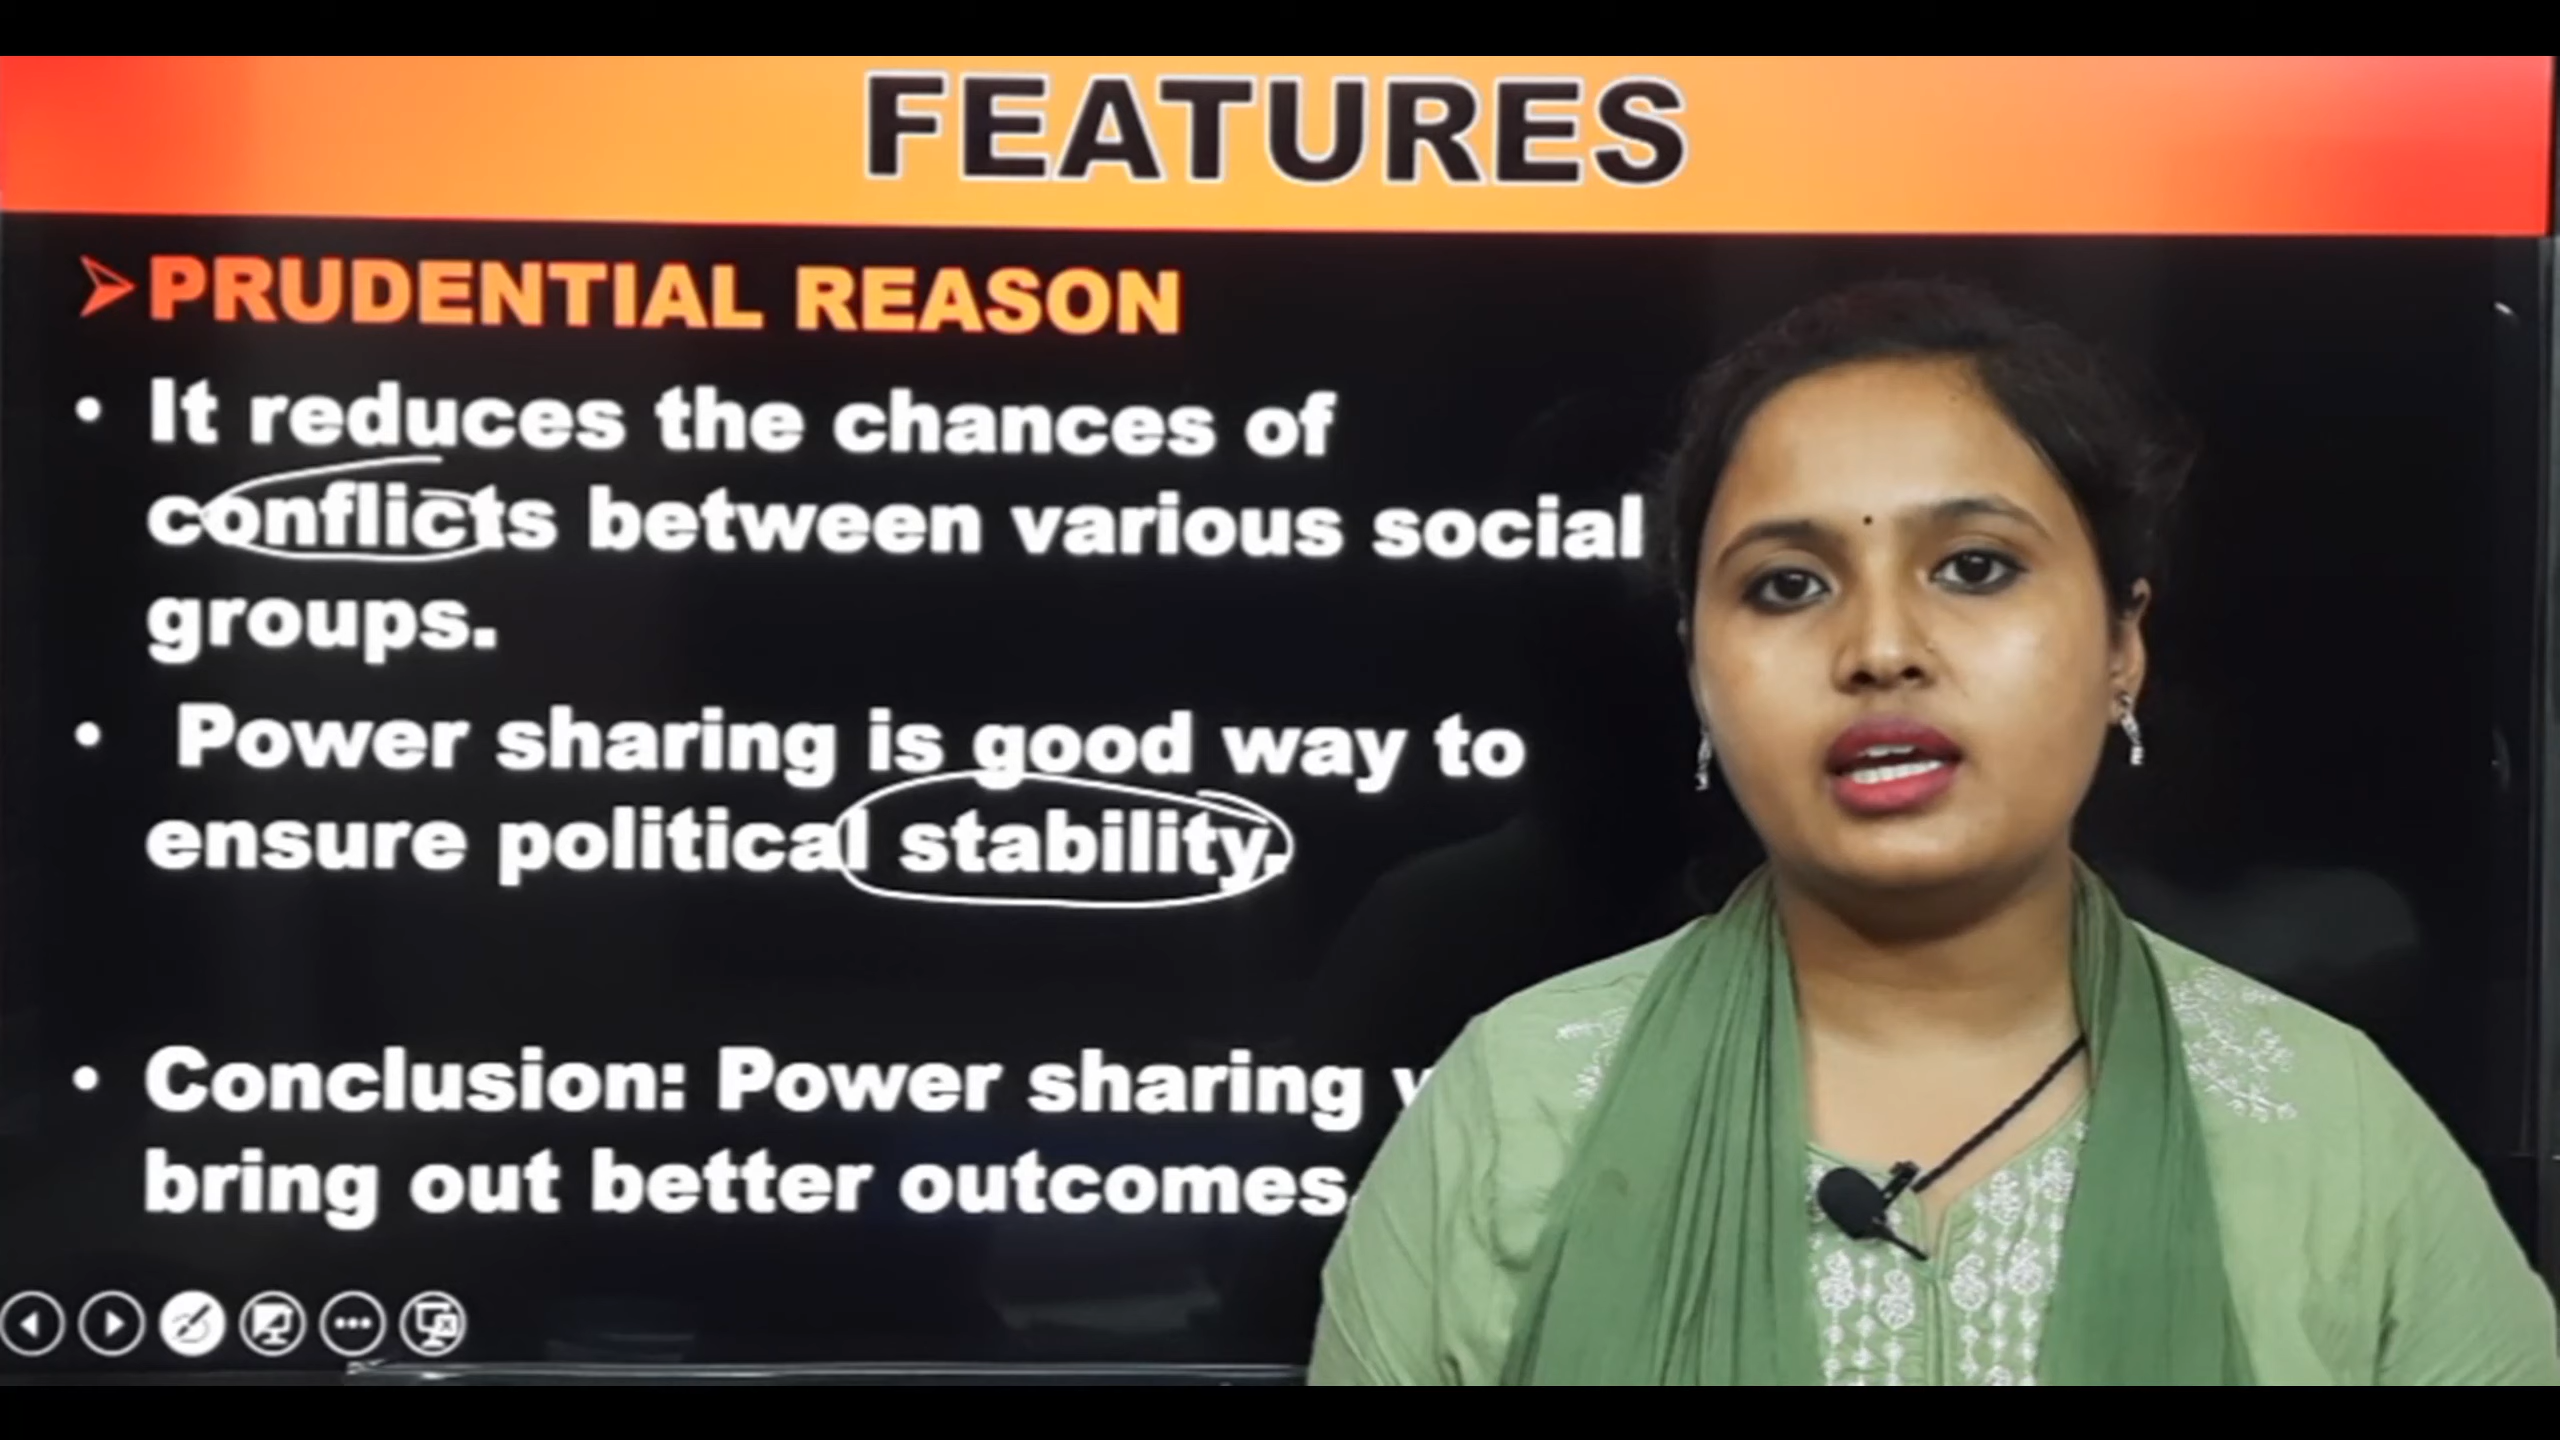 FEATURES
PRUDENTIAL REASON
• It reduces the chances of
conflicts between various social
groups.
• Power sharing is good way to
ensure political stability.
• Conclusion: Power sharing
bring out better outcomes.